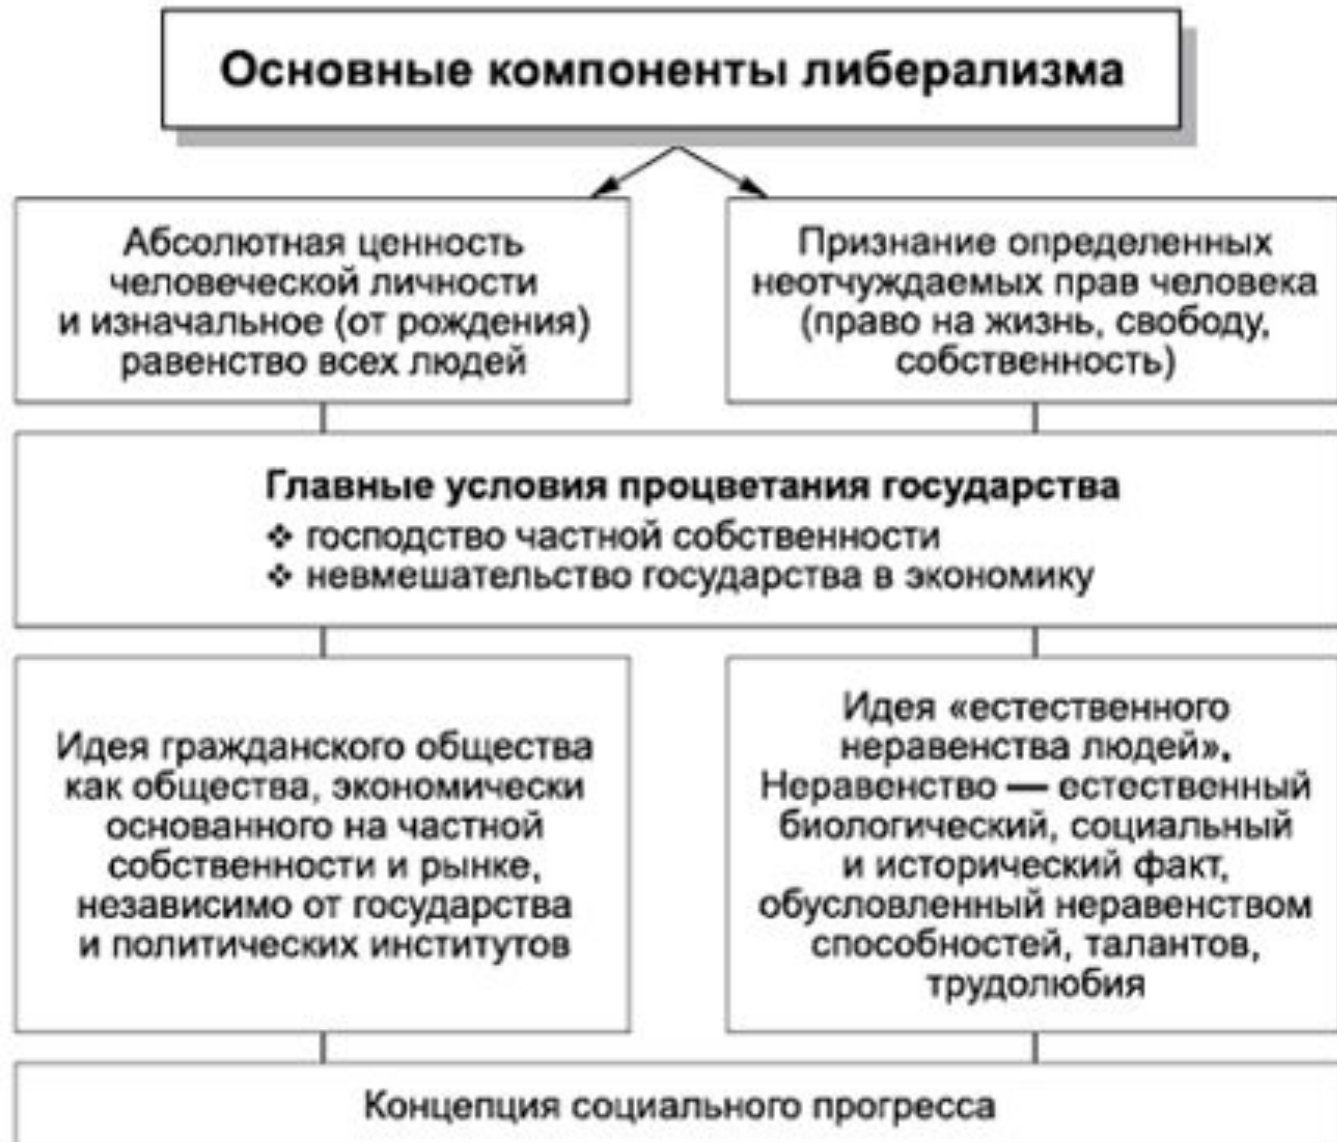 Основные компоненты либерализма
Абсолютная ценность
человеческой личности
и изначальное (от рождения)
равенство всех людей
Признание определенных
неотчуждаемых прав человека
(право на жизнь, свободу,
собственность)
Главные условия процветания государства
❖ господство частной собственности
❖ невмешательство государства в экономику
Идея гражданского общества
как общества, экономически
основанного на частной
собственности и рынке,
независимо от государства
и политических институтов
Идея «естественного
неравенства людей».
Неравенство — естественный
биологический, социальный
и исторический факт,
обусловленный неравенством
способностей, талантов,
трудолюбия
Концепция социального прогресса